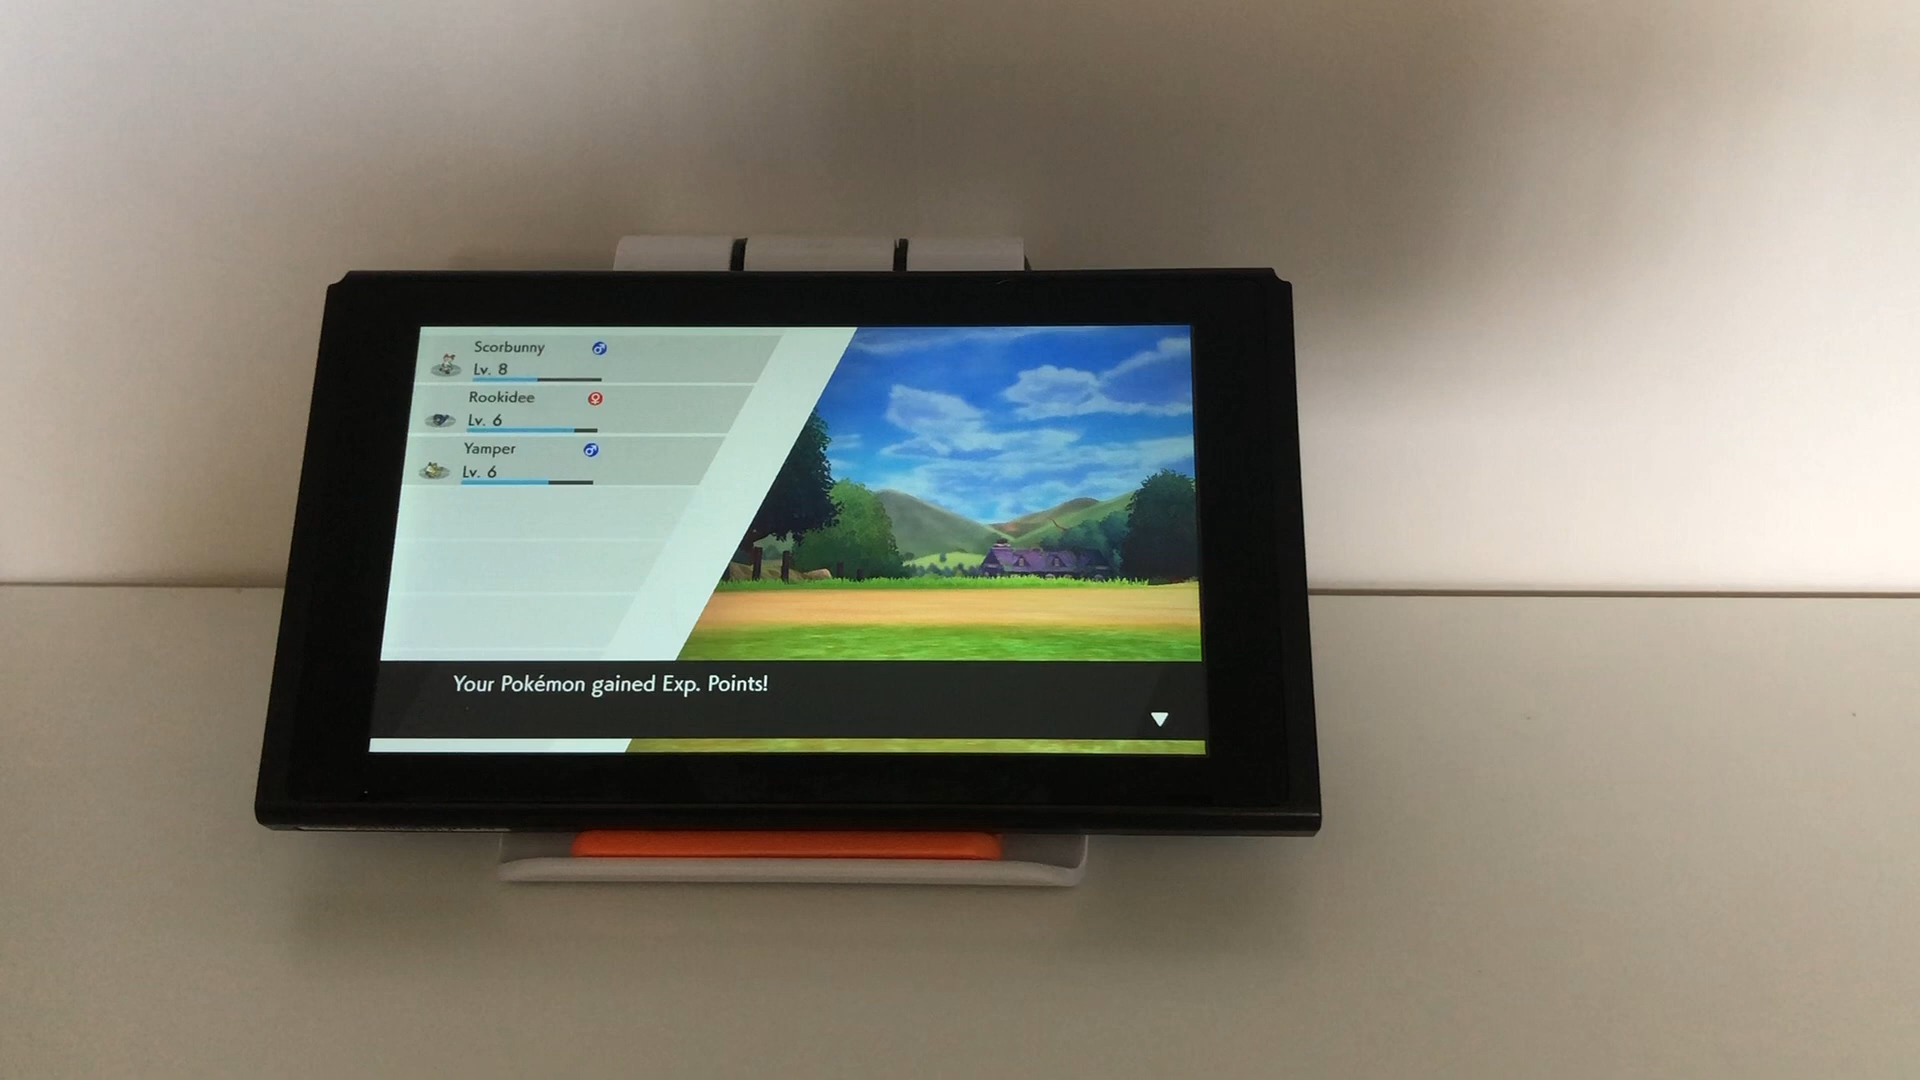 Scorbunny ♂
Lv. 8
Rookidee ♀
Lv. 6
Yamper ♂
Lv. 6
Your Pokémon gained Exp. Points!